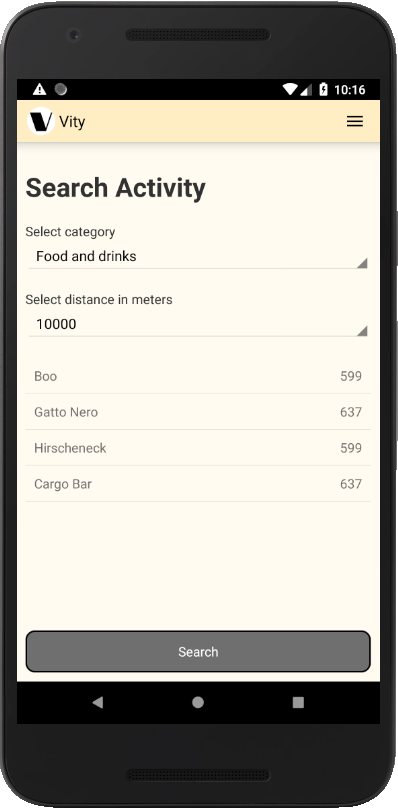 10:16
Vity
Search Activity
Select category
Food and drinks
Select distance in meters
10000
Boo 599
Gatto Nero 637
Hirscheneck 599
Cargo Bar 637
Search